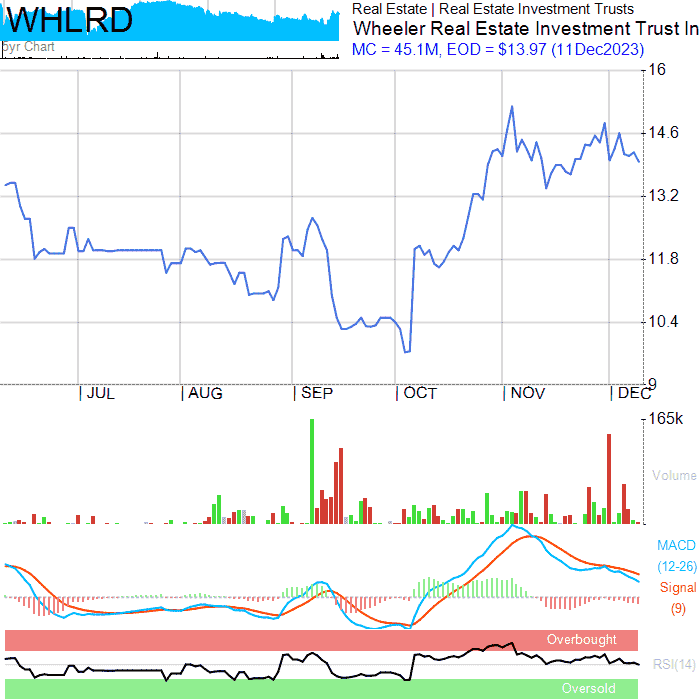 WHLRD
oyr Chart
Real Estate | Real Estate Investment Trusts
Wheeler Real Estate Investment Trust In
MC = 45.1M, EOD = $13.97 (11Dec2023)
16
14.6
13.2
11.8
10.4
9
JUL AUG SEP OCT NOV DEC
165k
Volume
MACD
(12-26)
Signal
(9)
Overbought
RSI(14)
Oversold